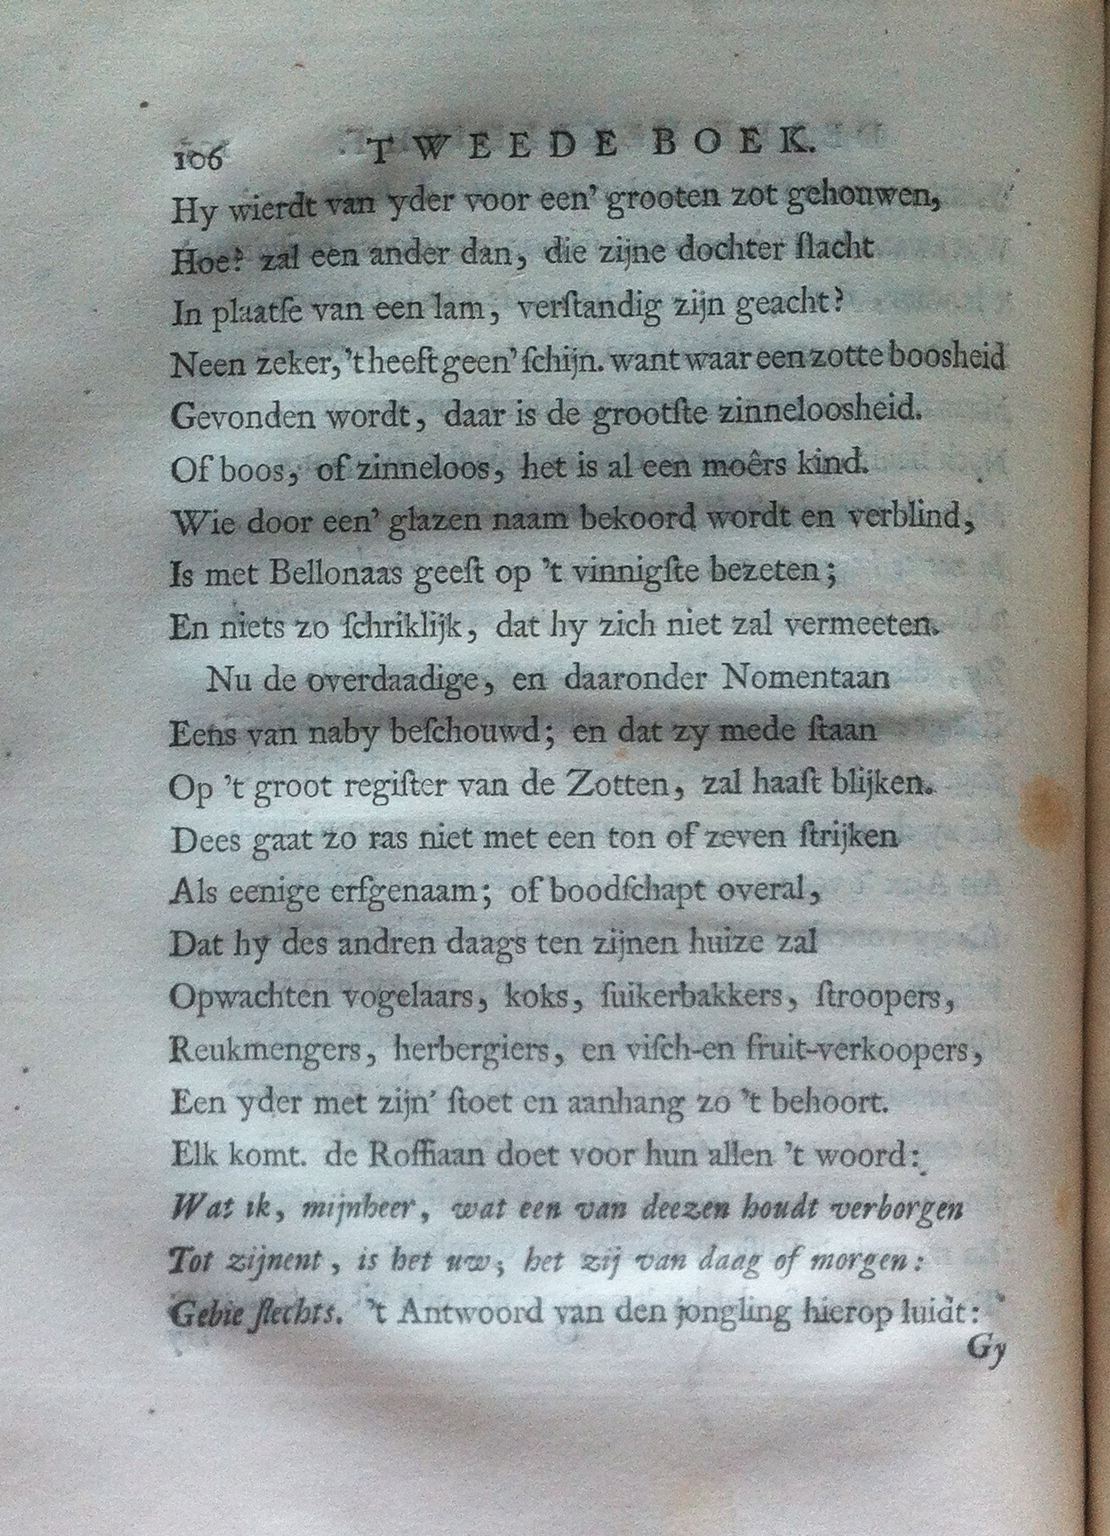 106 TWEEDE BOEK.
Hy wierdt van yder voor een’ grooten zot gehouwen,
Hoe? zal een ander dan, die zijne dochter ſlacht
In plaatſe van een lam, verſtandig zijn geacht?
Neen zeker, ’t heeft geen’ ſchijn. want waar een zotte boosheid
Gevonden wordt, daar is de grootſte zinneloosheid.
Of boos, of zinneloos, het is al een moêrs kind.
Wie door een’ glazen naam bekoord wordt en verblind,
Is met Bellonaas geeſt op ’t vinnigſte bezeten;
En niets zo ſchriklijk, dat hy zich niet zal vermeeten.
Nu de overdaadige, en daaronder Nomentaan
Eens van naby beſchouwd; en dat zy mede ſtaan
Op ’t groot regiſter van de Zotten, zal haaſt blijken.
Dees gaat zo ras niet met een ton of zeven ſtrijken
Als eenige erfgenaam; of boodſchapt overal,
Dat hy des andren daags ten zijnen huize zal
Opwachten vogelaars, koks, ſuikerbakkers, ſtroopers,
Reukmengers, herbergiers, en viſch-en fruit-verkoopers,
Een yder met zijn’ ſtoet en aanhang zo ’t behoort.
Elk komt. de Roffiaan doet voor hun allen ’t woord:
Wat ik, mijnheer, wat een van deezen houdt verborgen
Tot zijnent, is het uw; het zij van daag of morgen:
Gebie ſlechts. ’t Antwoord van den jongling hierop luidt:
Gy